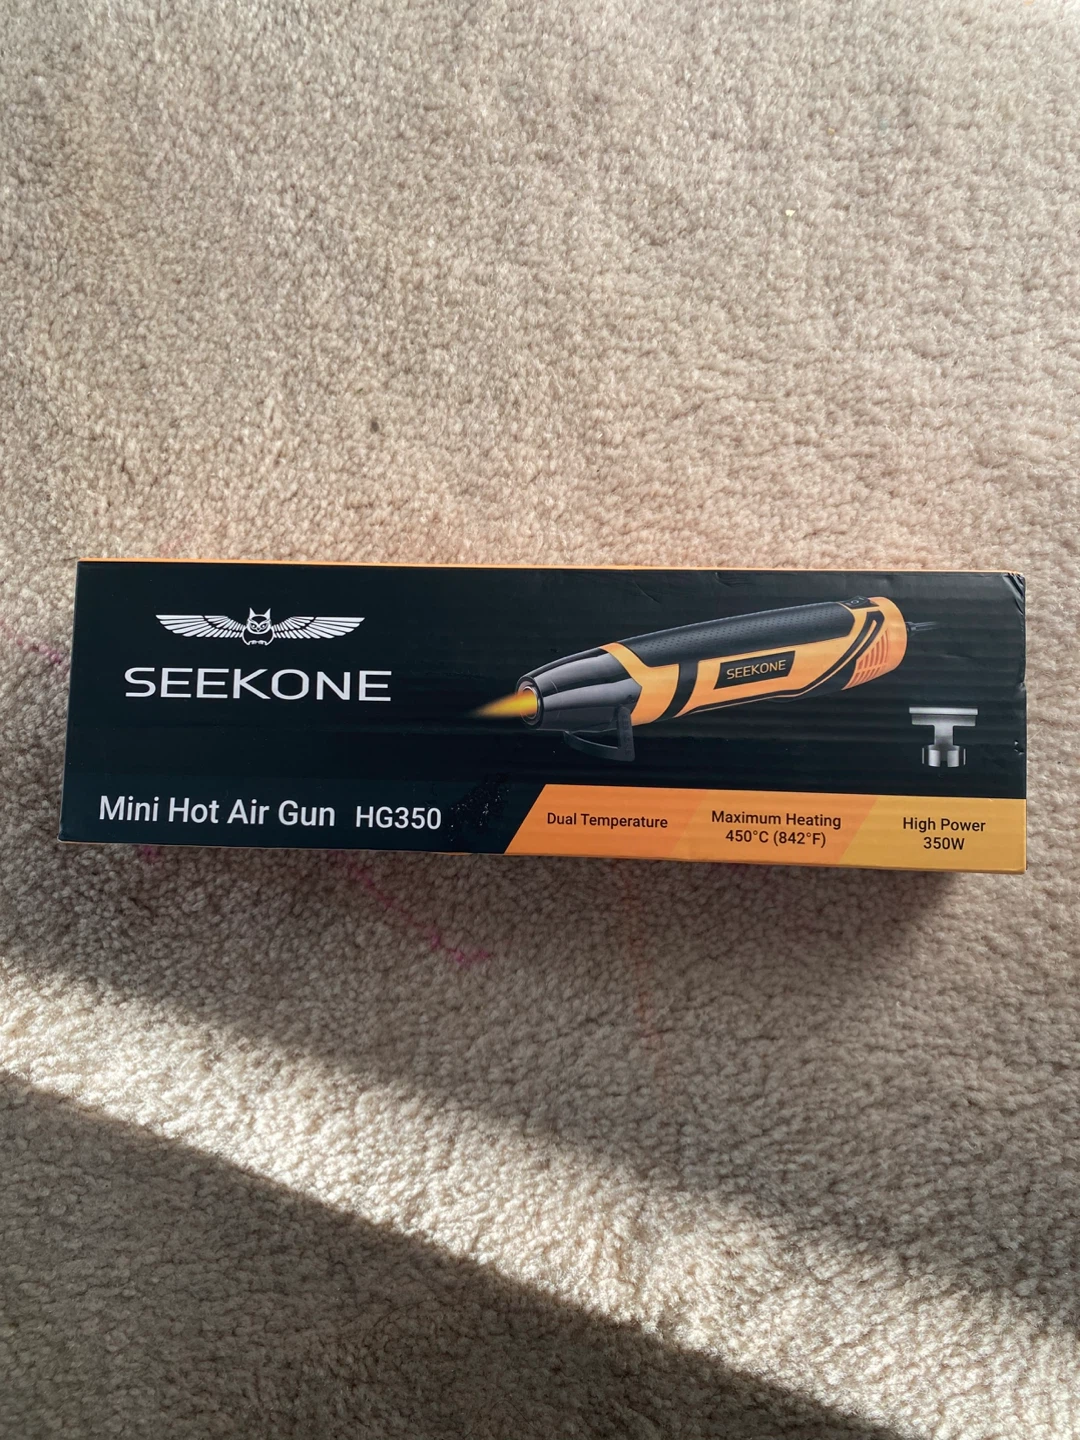 SEEKONE
SEEKONE
Mini Hot Air Gun HG350
Dual Temperature
Maximum Heating
450°C (842°F)
High Power
350W